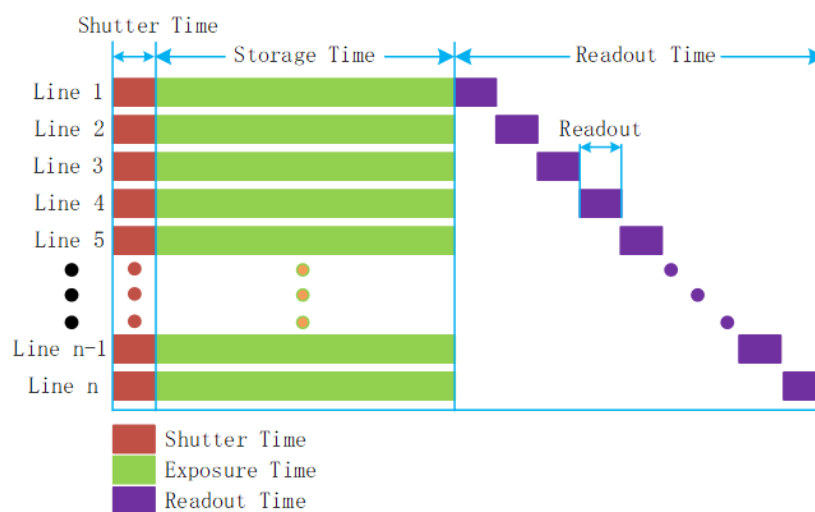 Shutter Time
Storage Time
Readout Time
Line 1
Line 2
Readout
Line 3
Line 4
Line 5
Line n-1
Line n
Shutter Time
Exposure Time
Readout Time